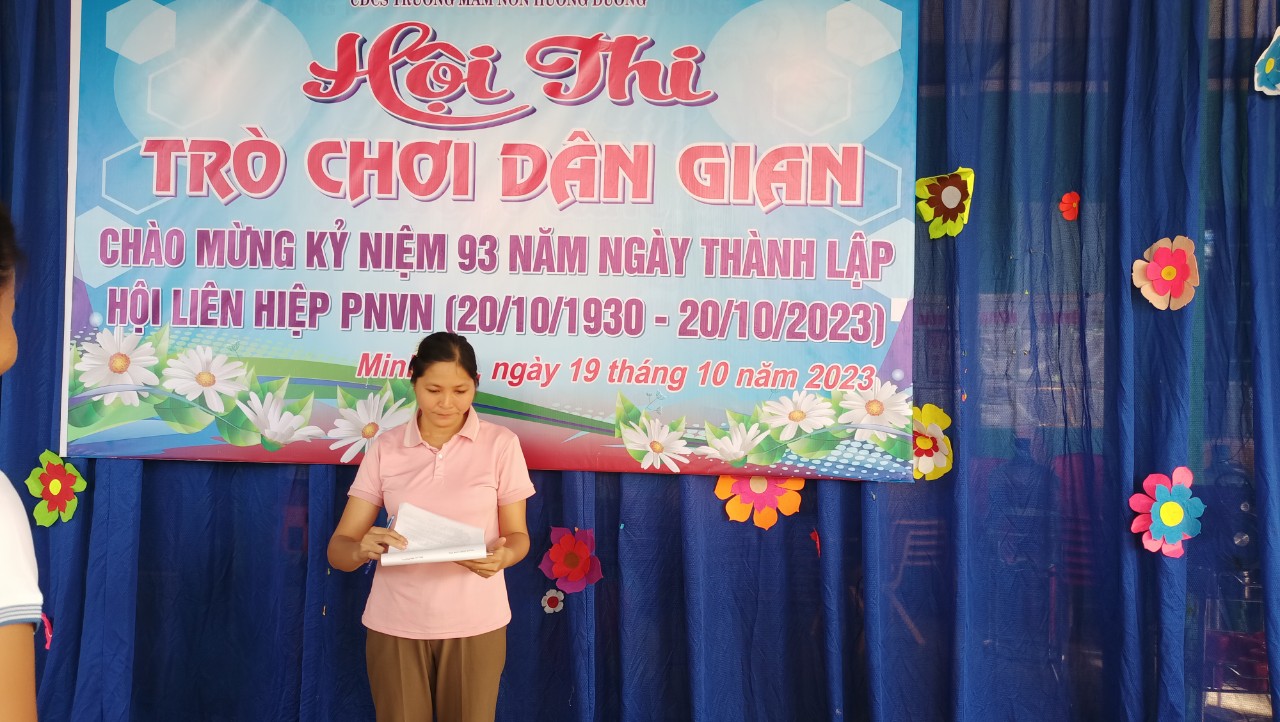 CĐCS TRƯỜNG MẦM NON HƯỚNG DƯƠNG
Hội Thi
TRÒ CHƠI DÂN GIAN
CHÀO MỪNG KỶ NIỆM 93 NĂM NGÀY THÀNH LẬP
HỘI LIÊN HIỆP PNVN (20/10/1930 - 20/10/2023)
ngày 19 tháng 10 năm 2023